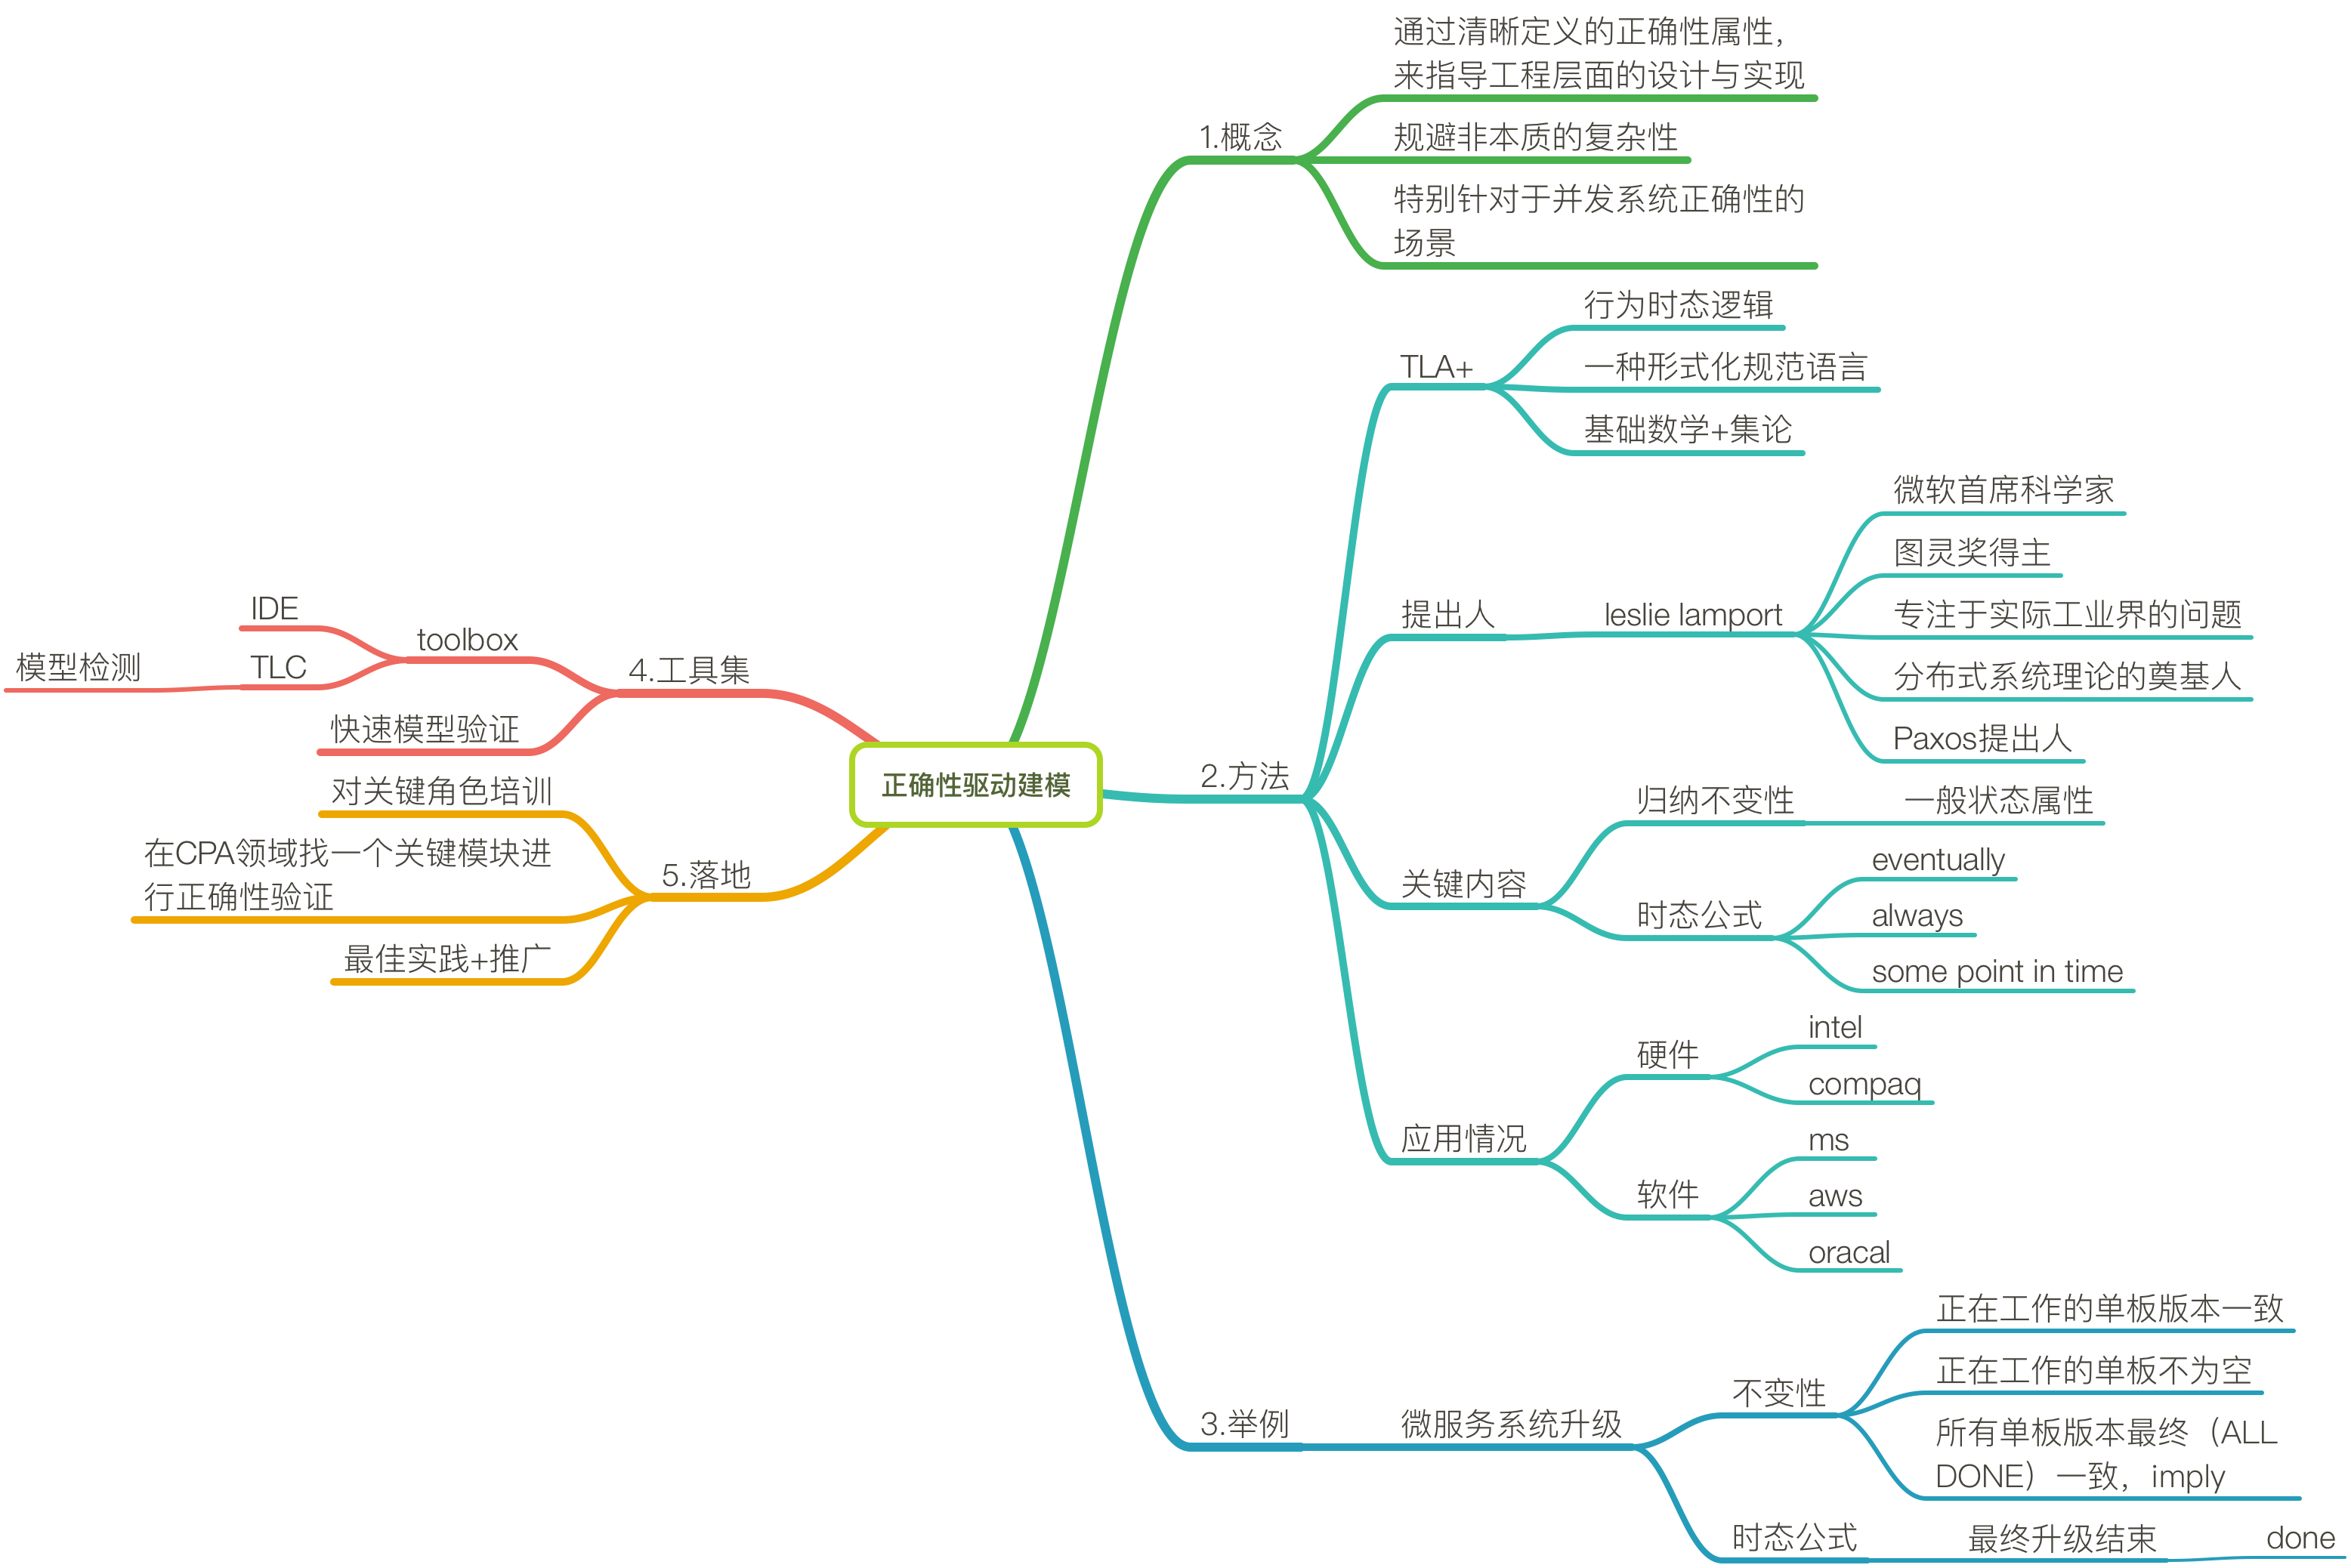 正确性驱动建模
1.概念
通过清晰定义的正确性属性，
来指导工程层面的设计与实现
规避非本质的复杂性
特别针对于并发系统正确性的
场景
2.方法
TLA+
行为时态逻辑
一种形式化规范语言
基础数学+集论
提出人
leslie lamport
微软首席科学家
图灵奖得主
专注于实际工业界的问题
分布式系统理论的奠基人
Paxos提出人
关键内容
归纳不变性
一般状态属性
时态公式
eventually
always
some point in time
应用情况
硬件
intel
compaq
软件
ms
aws
oracal
3.举例
微服务系统升级
不变性
正在工作的单板版本一致
正在工作的单板不为空
所有单板版本最终（ALL
DONE）一致，imply
时态公式
最终升级结束
done
4.工具集
toolbox
IDE
TLC
模型检测
快速模型验证
5.落地
对关键角色培训
在CPA领域找一个关键模块进
行正确性验证
最佳实践+推广